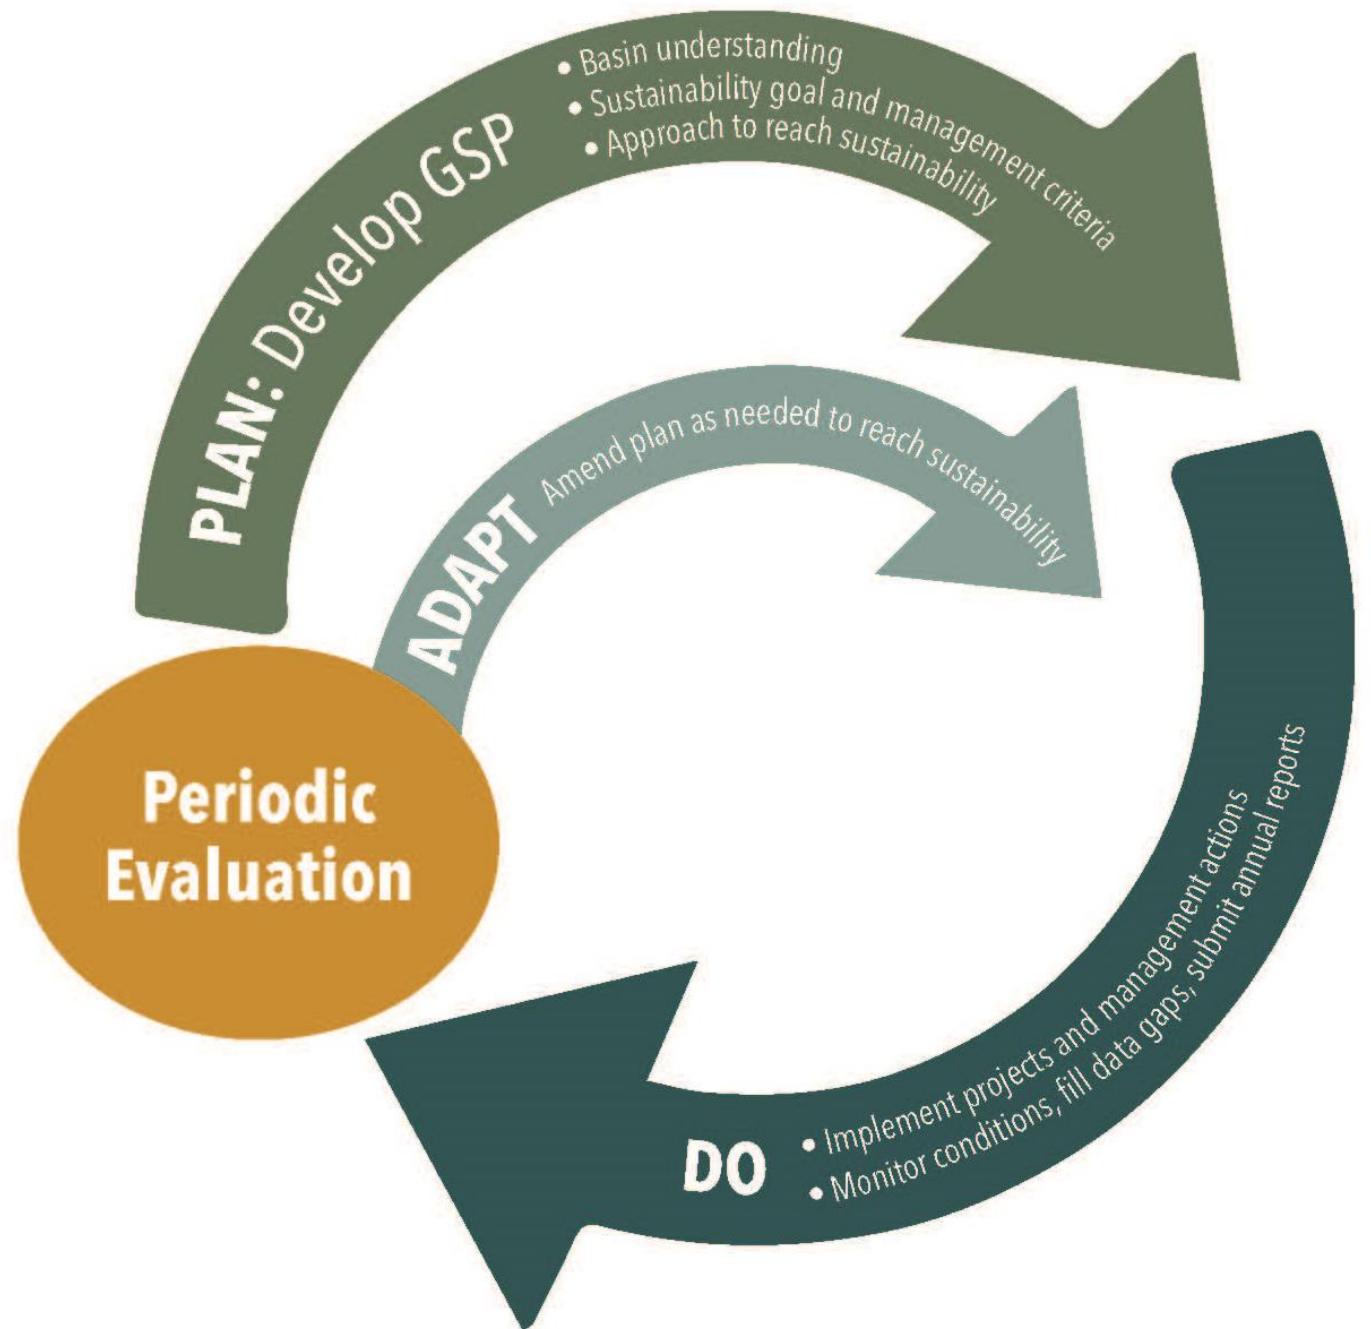 PLAN: Develop GSP
• Basin understanding
• Sustainability goal and management criteria
• Approach to reach sustainability
ADAPT Amend plan as needed to reach sustainability
Periodic
Evaluation
DO
• Implement projects and management actions
• Monitor conditions, fill data gaps, submit annual reports